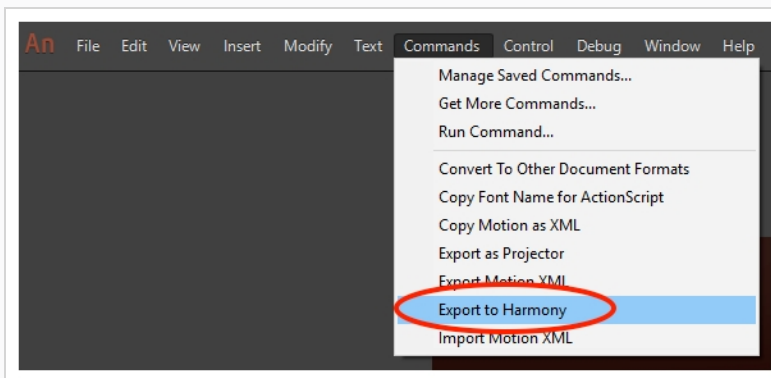 An File Edit View Insert Modify Text Commands Control Debug Window Help
Manage Saved Commands...
Get More Commands...
Run Command...
Convert To Other Document Formats
Copy Font Name for ActionScript
Copy Motion as XML
Export as Projector
Export Motion XML
Export to Harmony
Import Motion XML